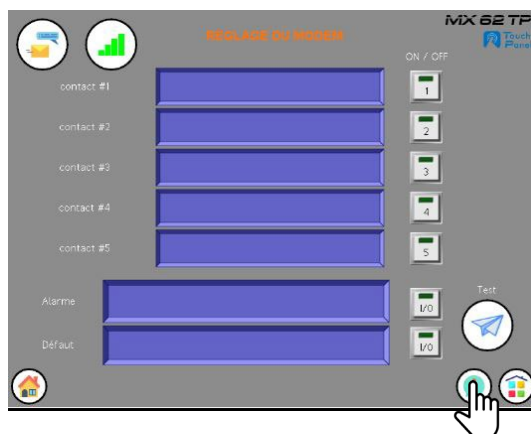 MX 62 TP
REGLAGE DU MODEM
Touch
Panel
ON / OFF
contact #1
1
contact #2
2
contact #3
3
contact #4
4
contact #5
5
Test
Alarme
I/O
Défaut
I/O